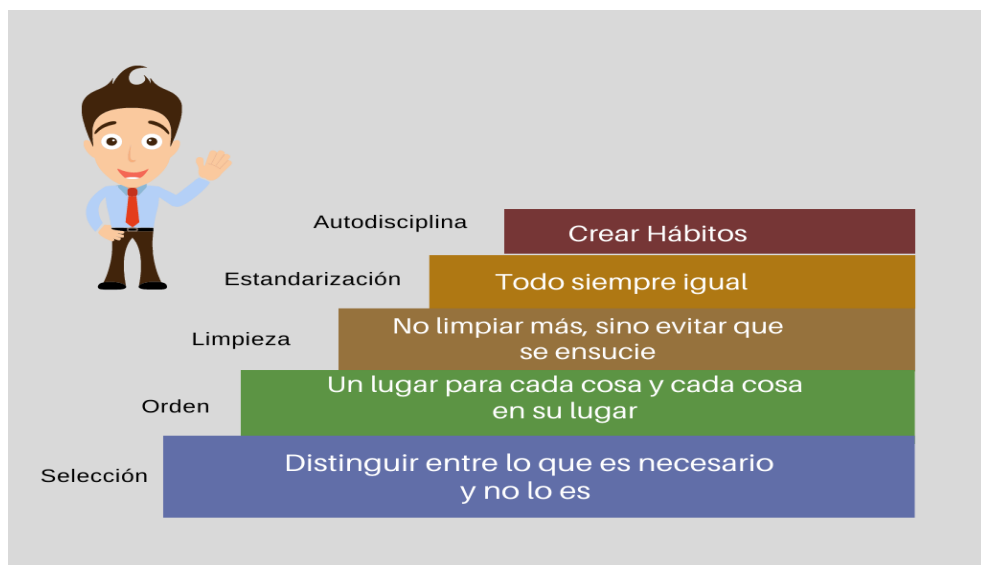 Autodisciplina
Crear Hábitos
Estandarización
Todo siempre igual
Limpieza
No limpiar más, sino evitar que
se ensucie
Orden
Un lugar para cada cosa y cada cosa
en su lugar
Selección
Distinguir entre lo que es necesario
y no lo es